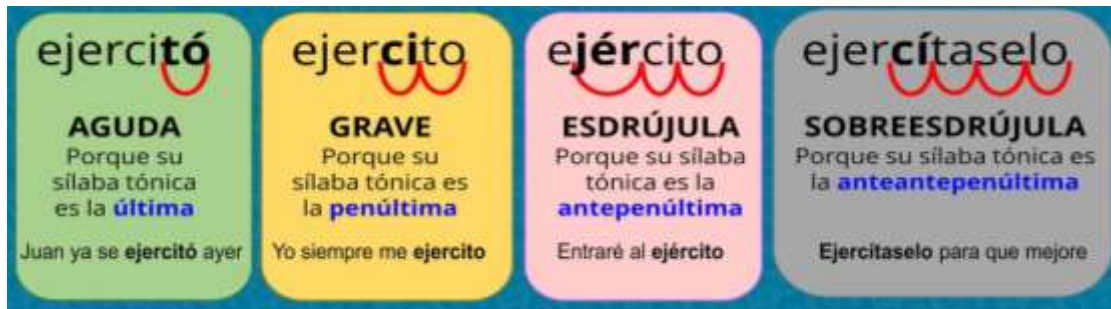 ejercitó
AGUDA
Porque su
sílaba tónica
es la última
Juan ya se ejercitó ayer
ejercito
GRAVE
Porque su
sílaba tónica es
la penúltima
Yo siempre me ejercito
ejército
ESDRÚJULA
Porque su sílaba
tónica es la
antepenúltima
Entraré al ejército
ejercítaselo
SOBREESDRÚJULA
Porque su sílaba tónica es
la anteantepenúltima
Ejercítaselo para que mejore